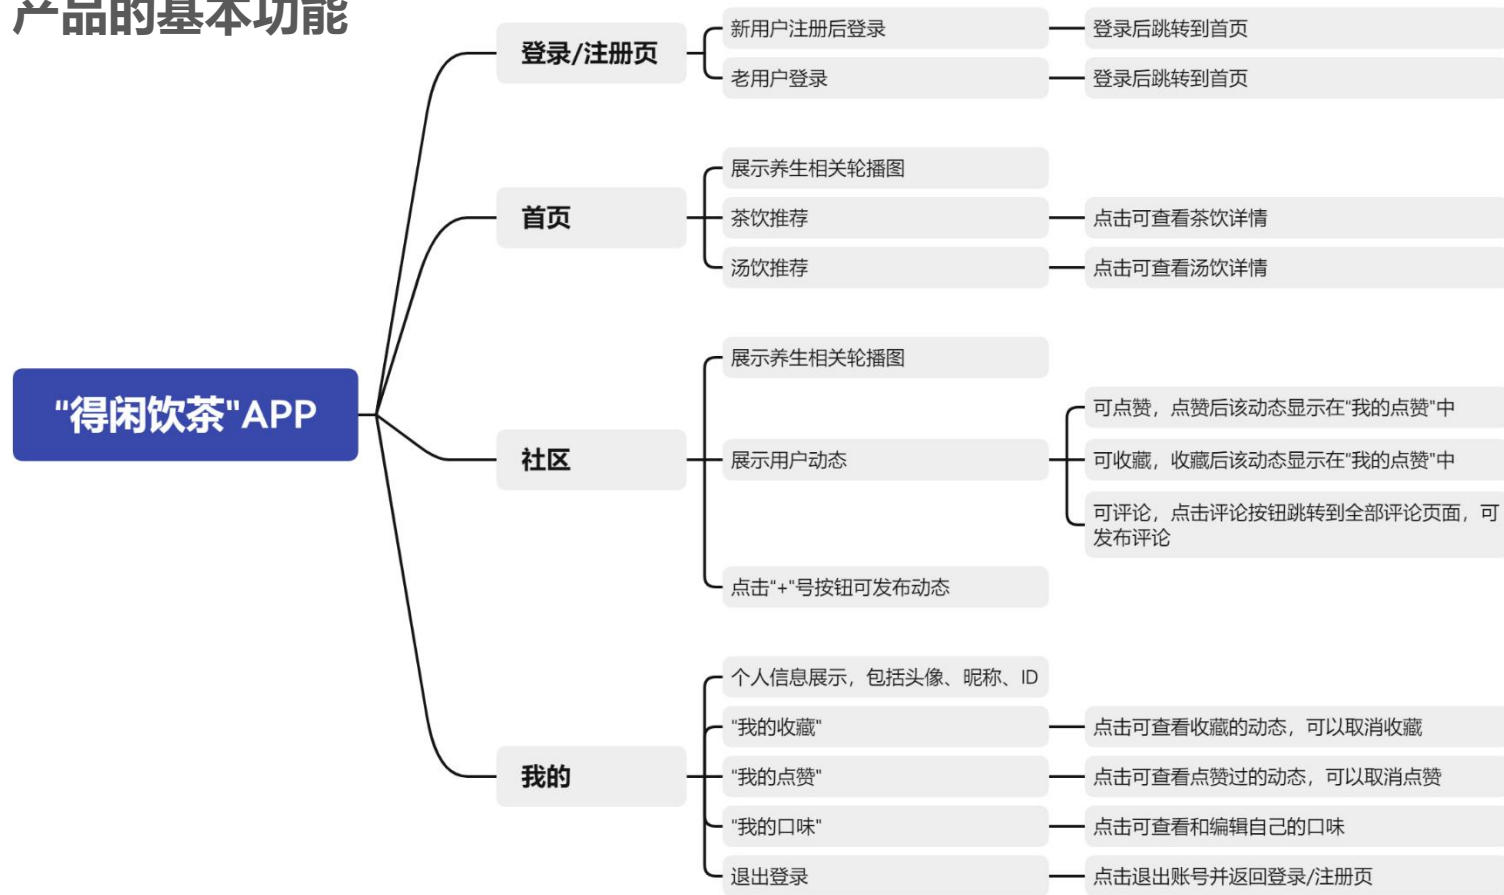 产品的基本功能
"得闲饮茶"APP
登录/注册页
新用户注册后登录
登录后跳转到首页
老用户登录
登录后跳转到首页
首页
展示养生相关轮播图
茶饮推荐
点击可查看茶饮详情
汤饮推荐
点击可查看汤饮详情
社区
展示养生相关轮播图
展示用户动态
可点赞，点赞后该动态显示在"我的点赞"中
可收藏，收藏后该动态显示在"我的点赞"中
可评论，点击评论按钮跳转到全部评论页面，可
发布评论
点击"+"号按钮可发布动态
我的
个人信息展示，包括头像、昵称、ID
"我的收藏"
点击可查看收藏的动态，可以取消收藏
"我的点赞"
点击可查看点赞过的动态，可以取消点赞
"我的口味"
点击可查看和编辑自己的口味
退出登录
点击退出账号并返回登录/注册页